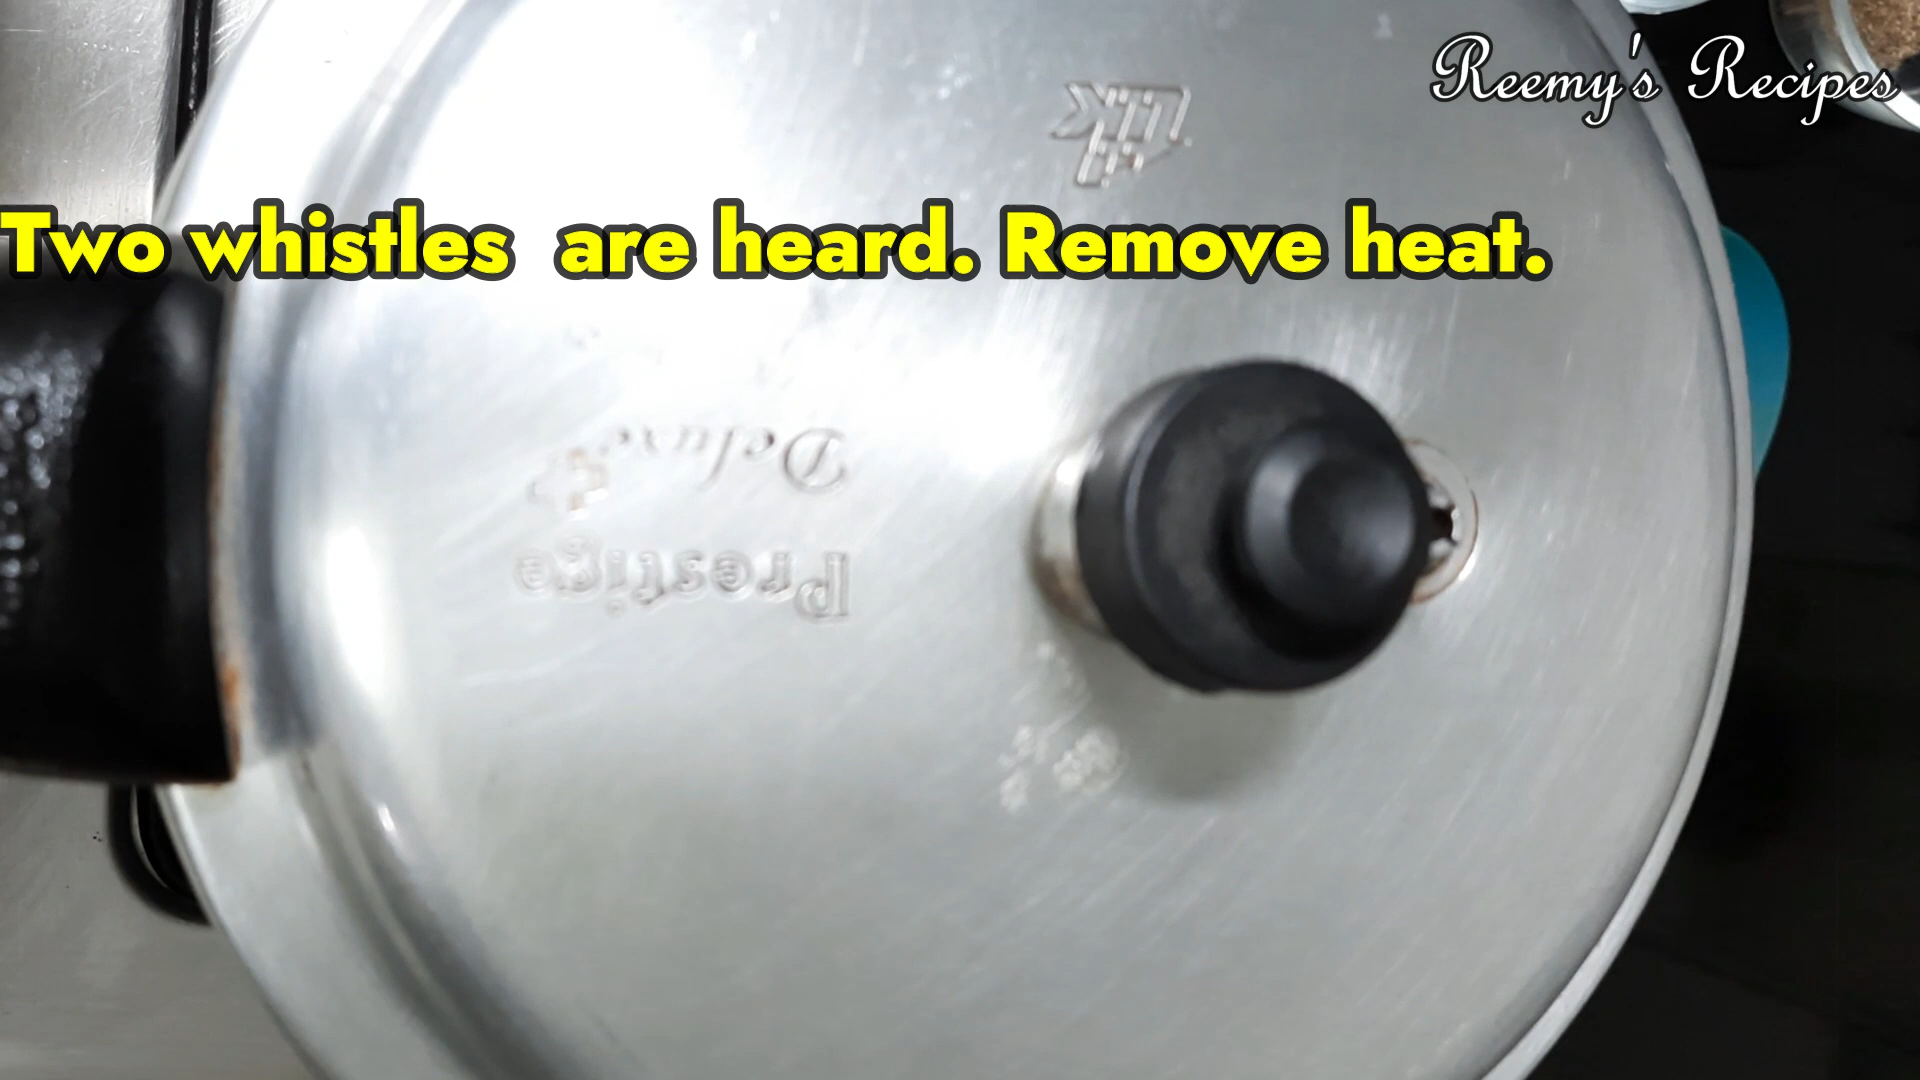 Reemy's Recipes
Two whistles  are heard. Remove heat.
Prestige
Deluxe